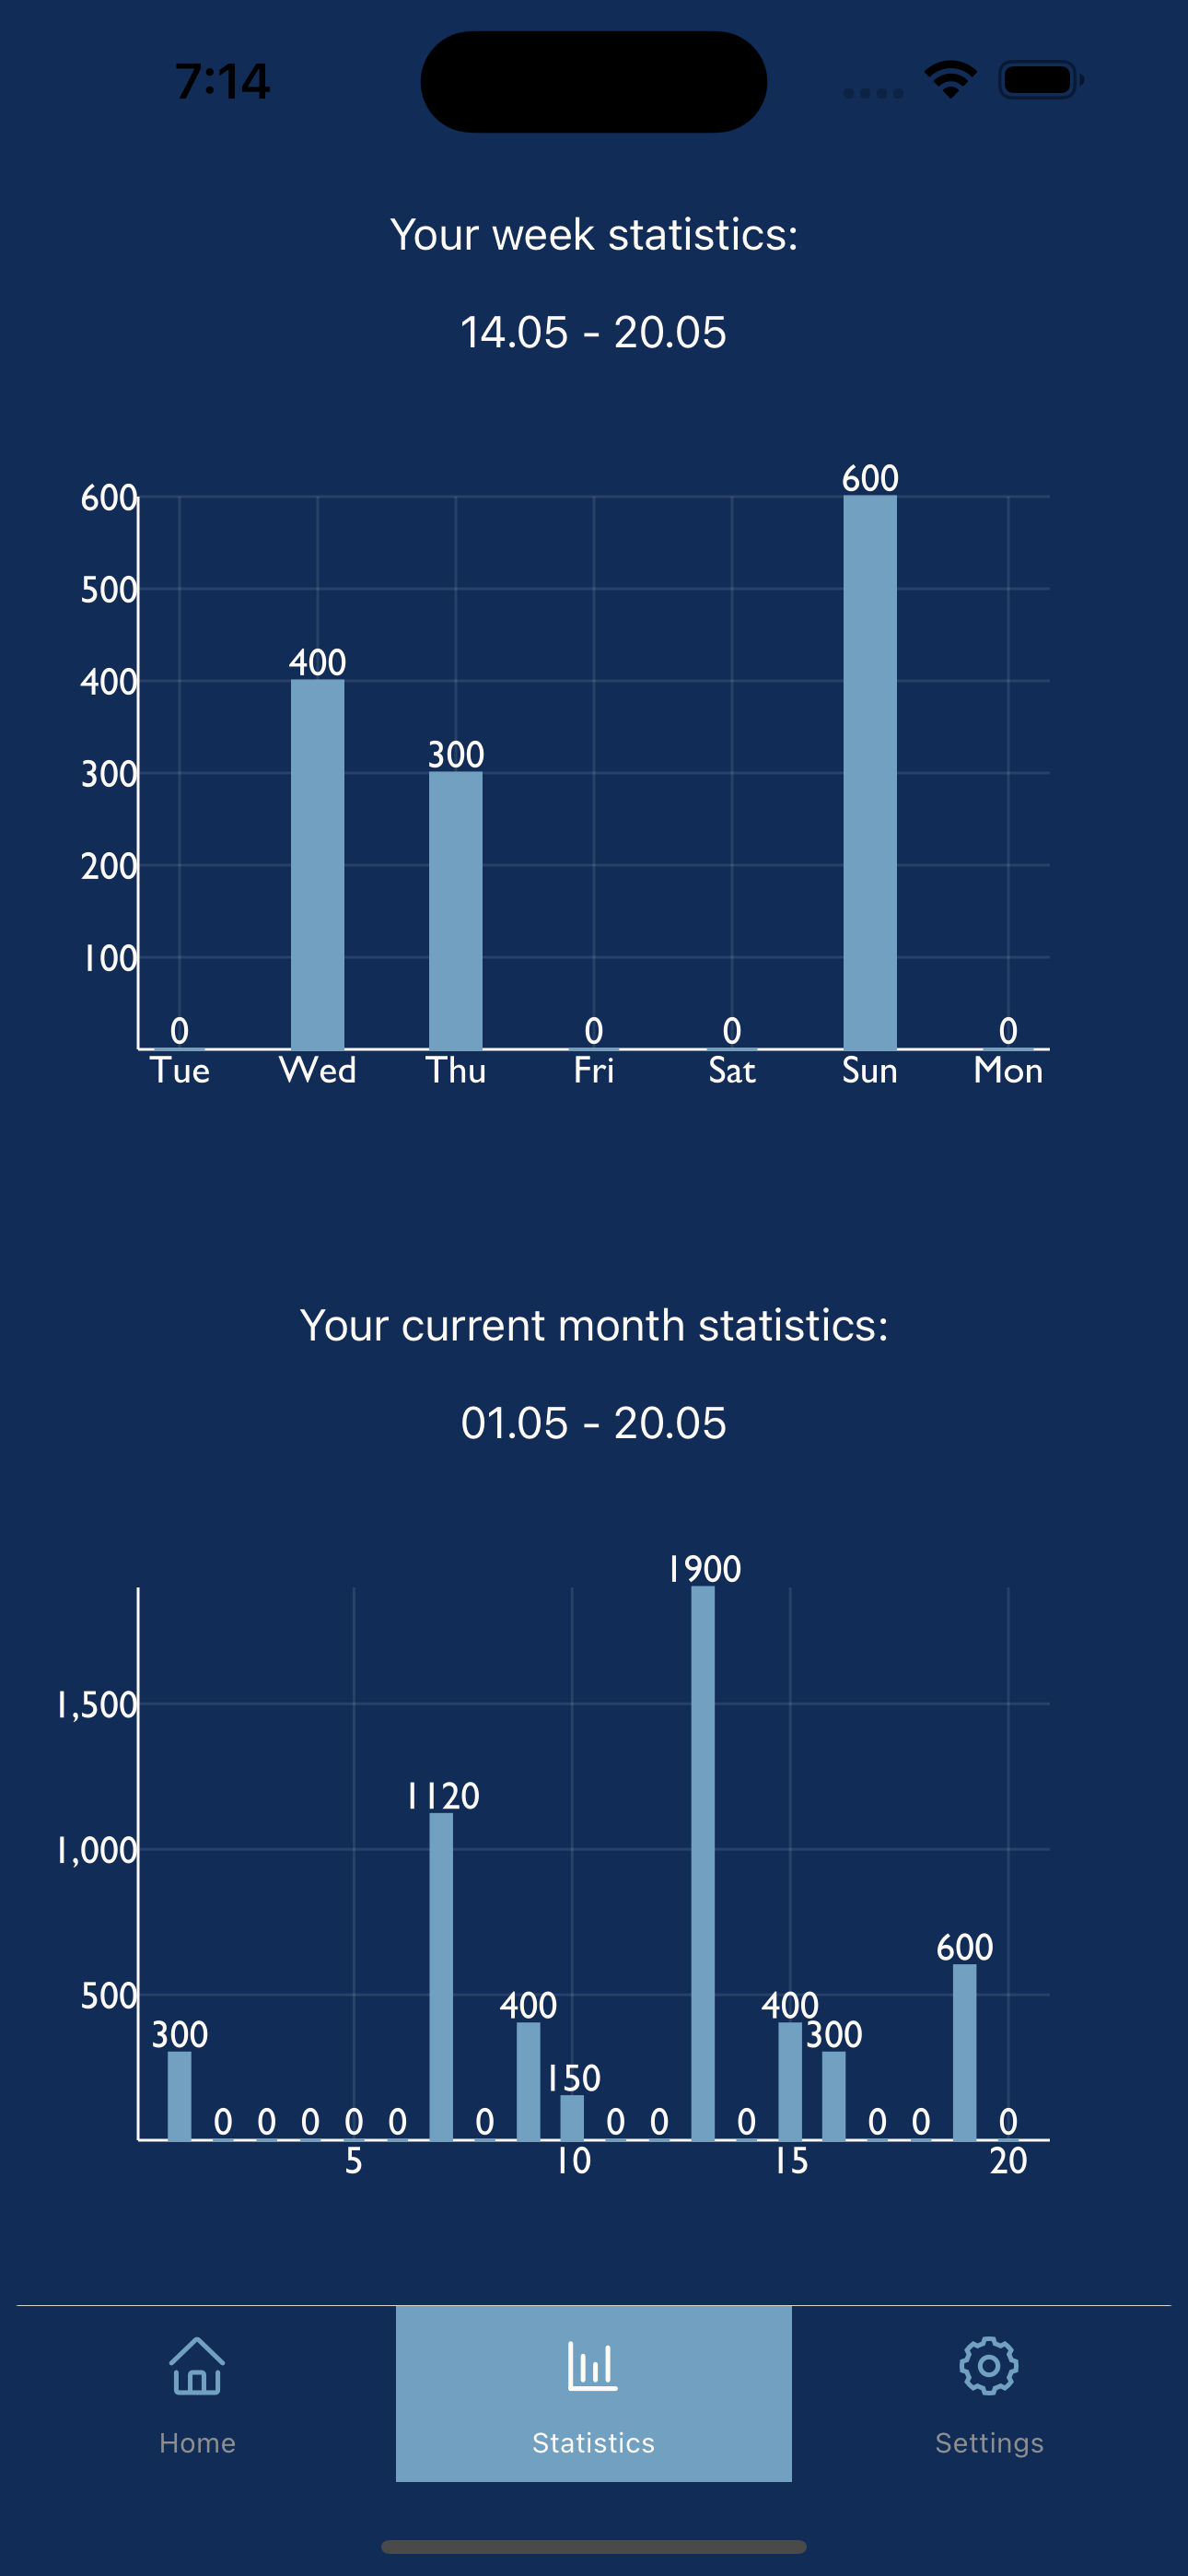 7:14
Your week statistics:
14.05 - 20.05
600
600
500
400
400
300
300
200
100
0 0 0 0
Tue Wed Thu Fri Sat Sun Mon
Your current month statistics:
01.05 - 20.05
1900
1,500
1120
1,000
600
500
400 400
300 300
150
0 0 0 0 0 0 0 0 0 0 0 0
5 10 15 20
Home Statistics Settings